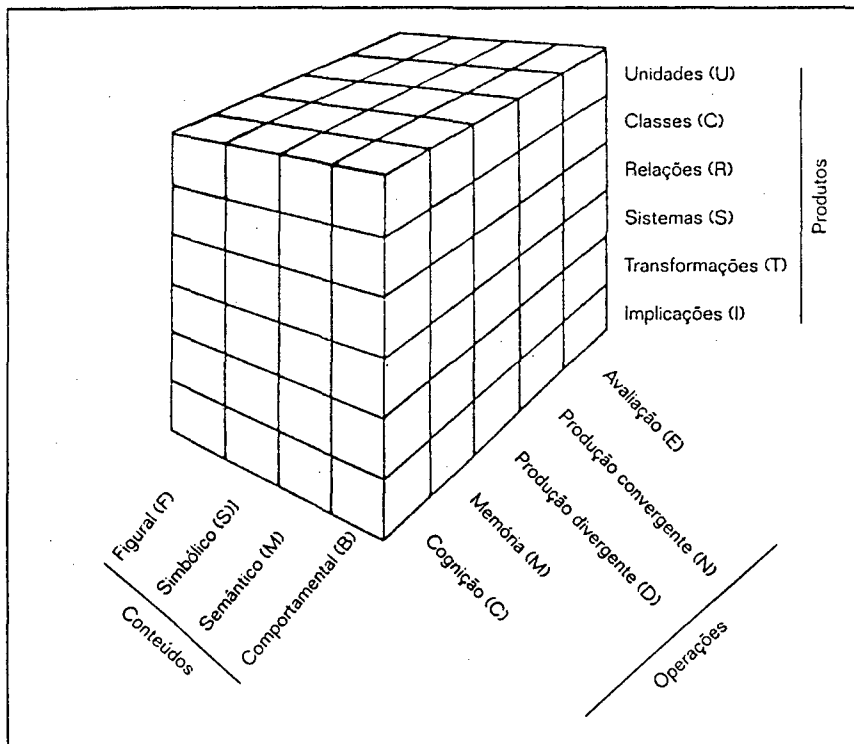 Unidades (U)
Classes (C)
Relações (R)
Sistemas (S)
Transformações (T)
Implicações (I)
Produtos
Avaliação (E)
Produção convergente (N)
Produção divergente (D)
Memória (M)
Cognição (C)
Operações
Figural (F)
Simbólico (S)]
Semântico (M)
Comportamental (B)
Conteúdos